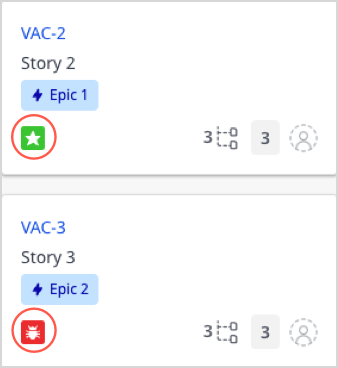 VAC-2
Story 2
Epic 1
3 3
VAC-3
Story 3
Epic 2
3 3